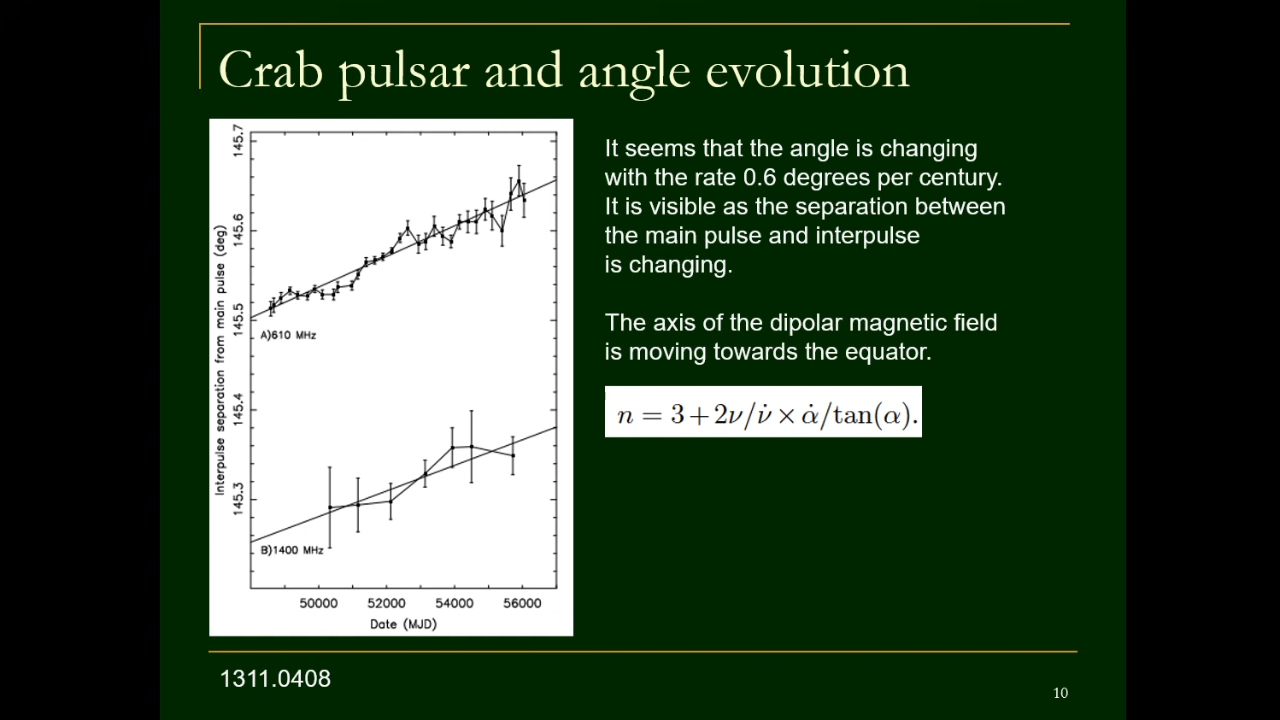 Crab pulsar and angle evolution
145.7
145.6
145.5
145.4
145.3
Interpulse separation from main pulse (deg)
A)610 MHz
B)1400 MHz
50000 52000 54000 56000
Date (MJD)
It seems that the angle is changing
with the rate 0.6 degrees per century.
It is visible as the separation between
the main pulse and interpulse
is changing.
The axis of the dipolar magnetic field
is moving towards the equator.
n = 3 + 2ν/ν̇ × α̇/tan(α).
1311.0408
10